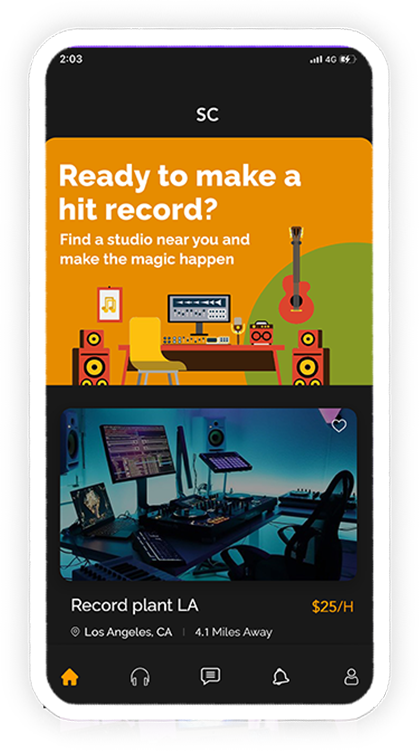 2:03
4G
SC
Ready to make a
hit record?
Find a studio near you and
make the magic happen
Record plant LA
$25/H
Los Angeles, CA | 4.1 Miles Away